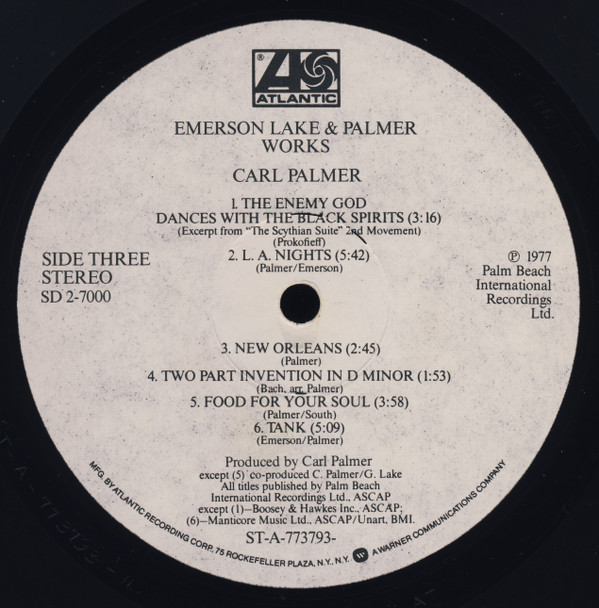 ®
ATLANTIC
EMERSON LAKE & PALMER
WORKS
CARL PALMER
1. THE ENEMY GOD
DANCES WITH THE BLACK SPIRITS (3:16)
(Excerpt from "The Scythian Suite" 2nd Movement)
(Prokofieff)
2. L. A. NIGHTS (5:42)
(Palmer/Emerson)
SIDE THREE
STEREO
SD 2-7000
℗ 1977
Palm Beach
International
Recordings
Ltd.
3. NEW ORLEANS (2:45)
(Palmer)
4. TWO PART INVENTION IN D MINOR (1:53)
(Bach, arr. Palmer)
5. FOOD FOR YOUR SOUL (3:58)
(Palmer/South)
6. TANK (5:09)
(Emerson/Palmer)
Produced by Carl Palmer
except (5) co-produced C. Palmer/G. Lake
All titles published by Palm Beach
International Recordings Ltd., ASCAP
except (1)—Boosey & Hawkes Inc., ASCAP;
(6)—Manticore Music Ltd., ASCAP/Unart, BMI.
ST-A-773793-
MFG. BY ATLANTIC RECORDING CORP., 75 ROCKEFELLER PLAZA, N.Y., N.Y. A WARNER COMMUNICATIONS COMPANY